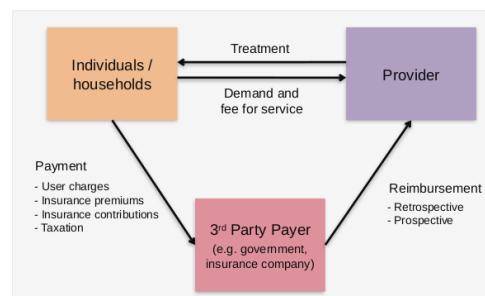 Individuals /
households
Treatment
Demand and
fee for service
Provider
Payment
- User charges
- Insurance premiums
- Insurance contributions
- Taxation
3rd Party Payer
(e.g. government,
insurance company)
Reimbursement
- Retrospective
- Prospective